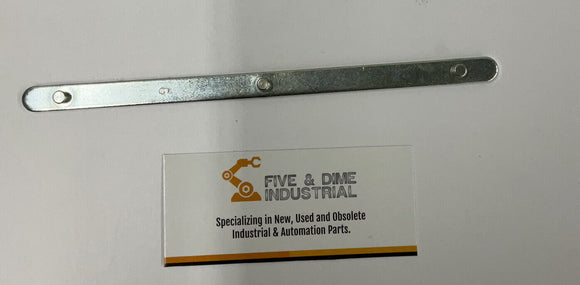 G
FIVE & DIME
INDUSTRIAL
Specializing in New, Used and Obsolete
Industrial & Automation Parts.